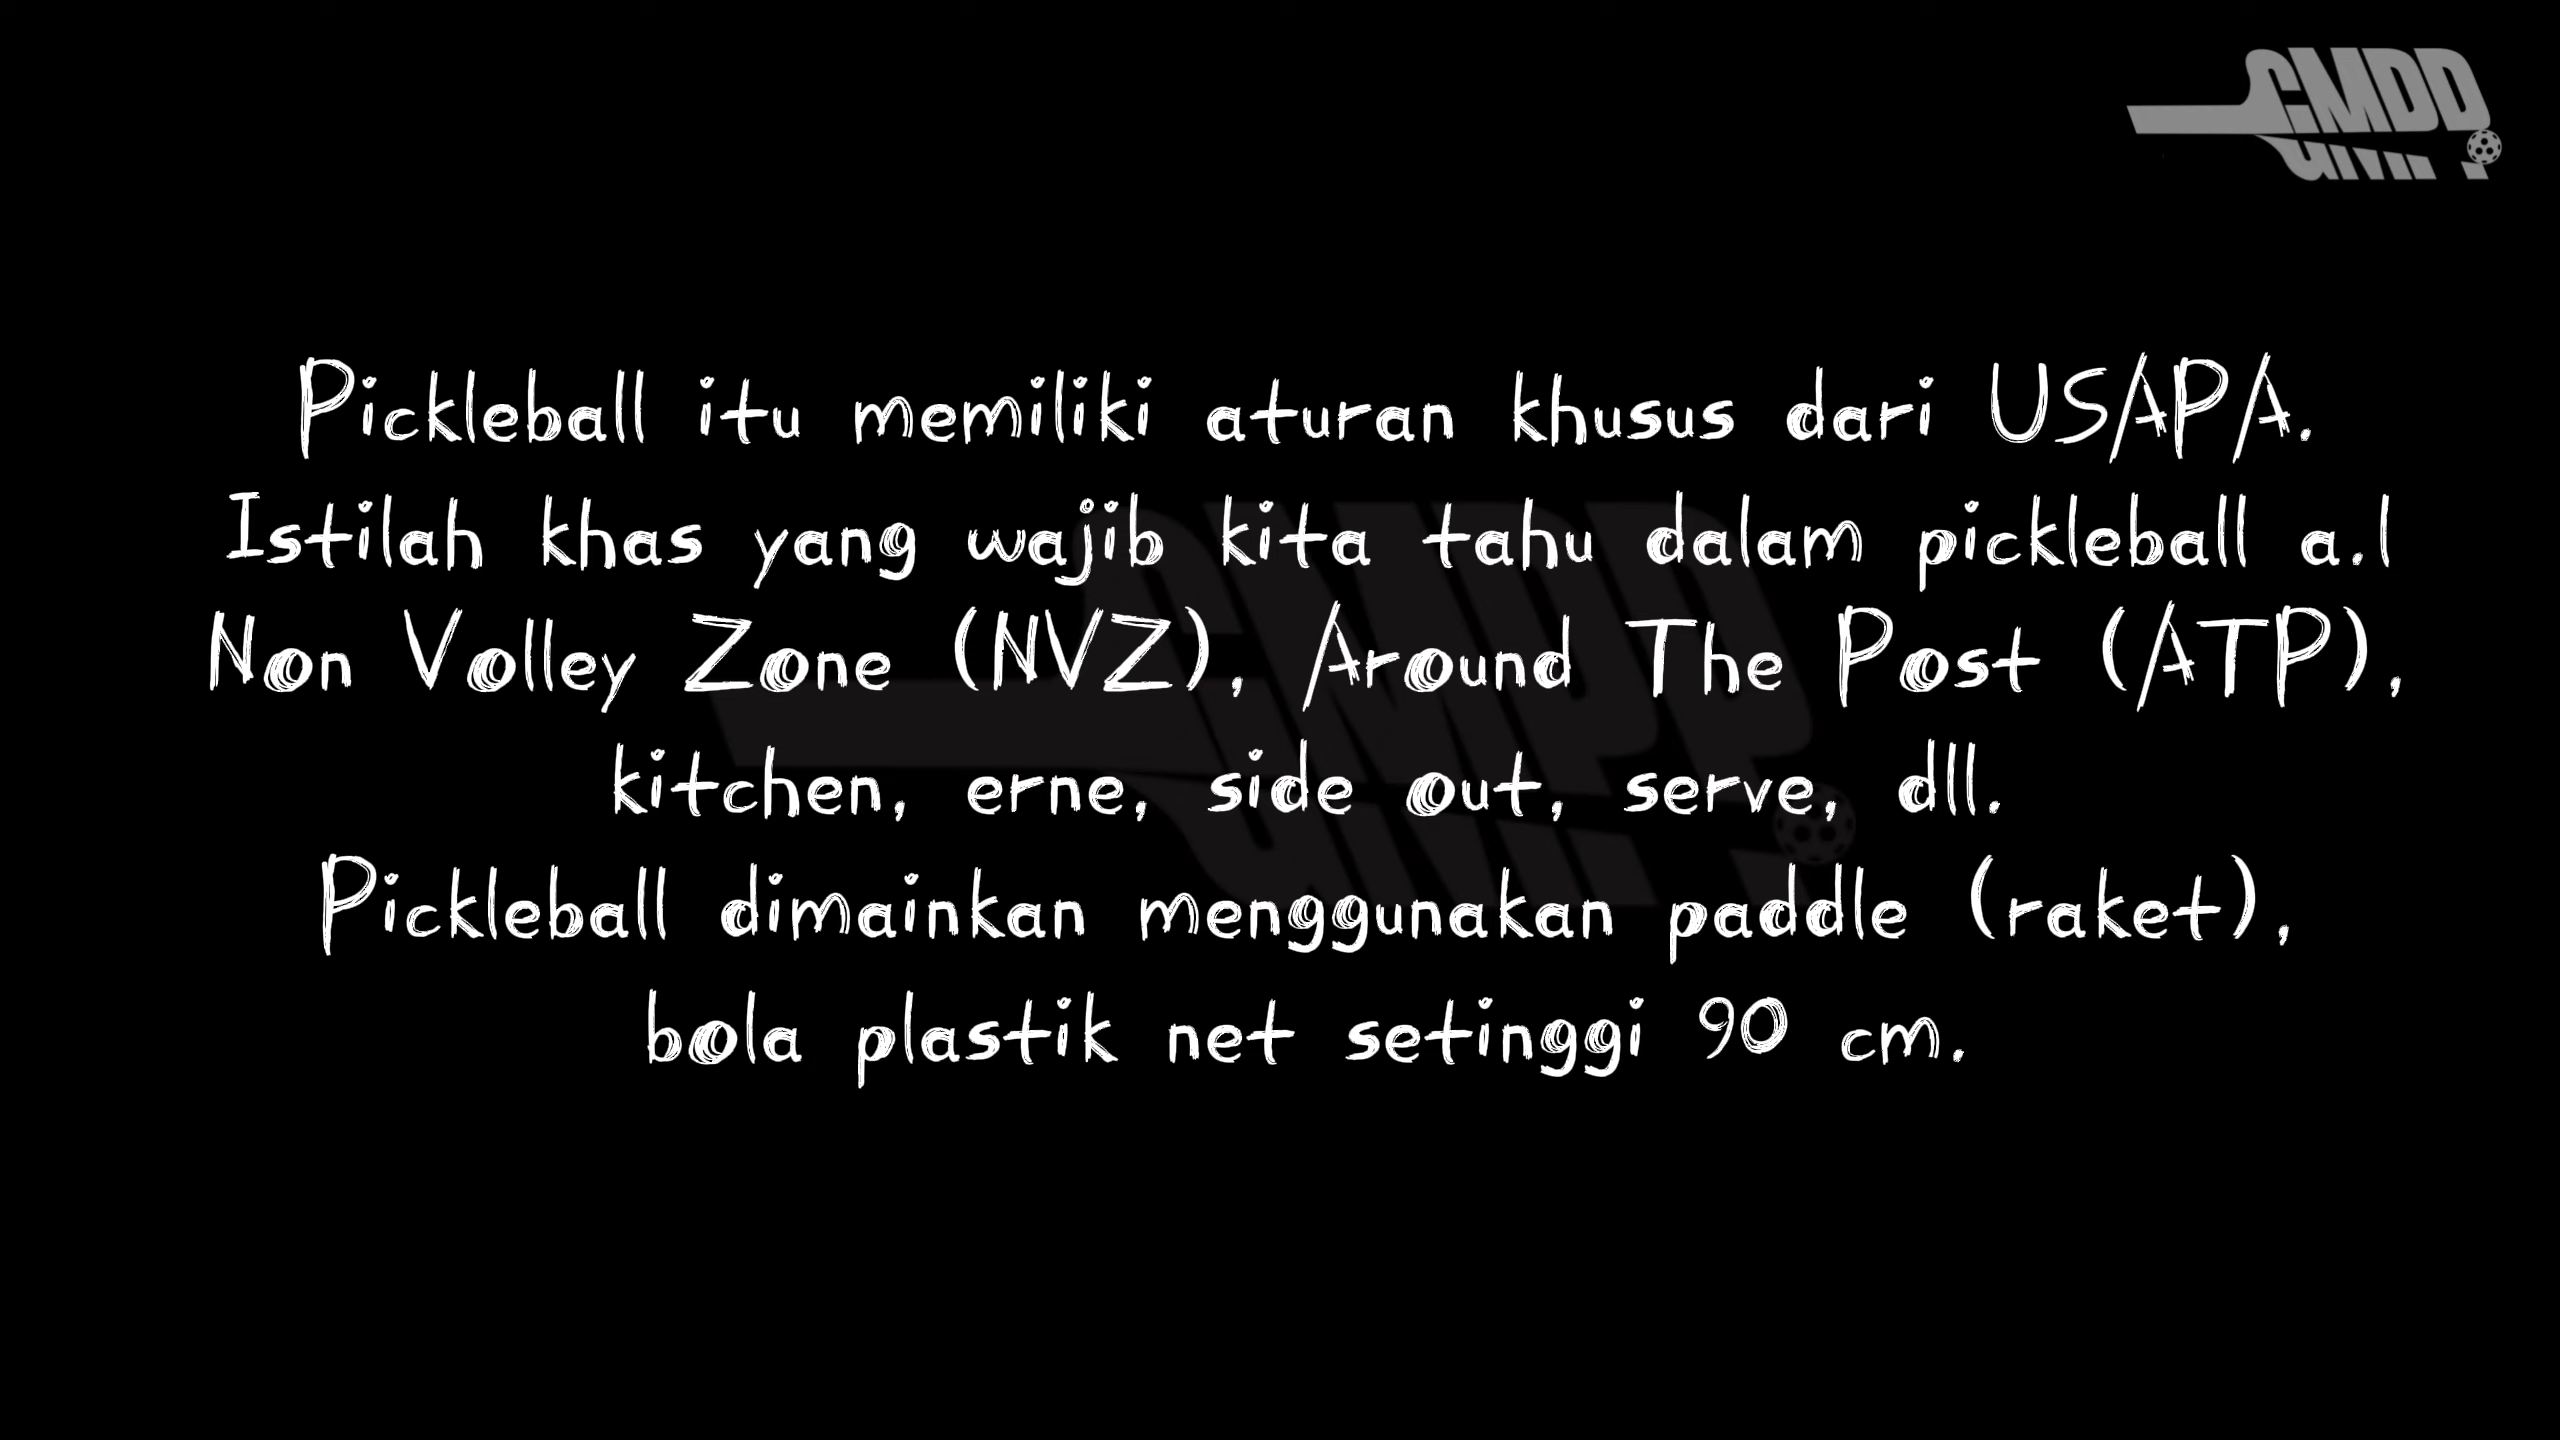 Pickleball itu memiliki aturan khusus dari USAPA.
Istilah khas yang wajib kita tahu dalam pickleball a.l
Non Volley Zone (NVZ), Around The Post (ATP),
kitchen, erne, side out, serve, dll.
Pickleball dimainkan menggunakan paddle (raket),
bola plastik net setinggi 90 cm.